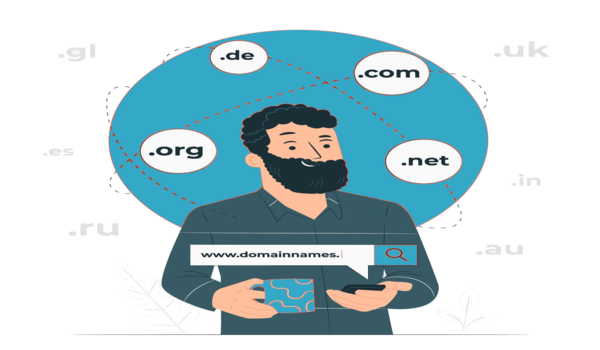 .gl
.de
.uk
.com
.org
.es
.net
.in
.ru
.au
www.domainnames.